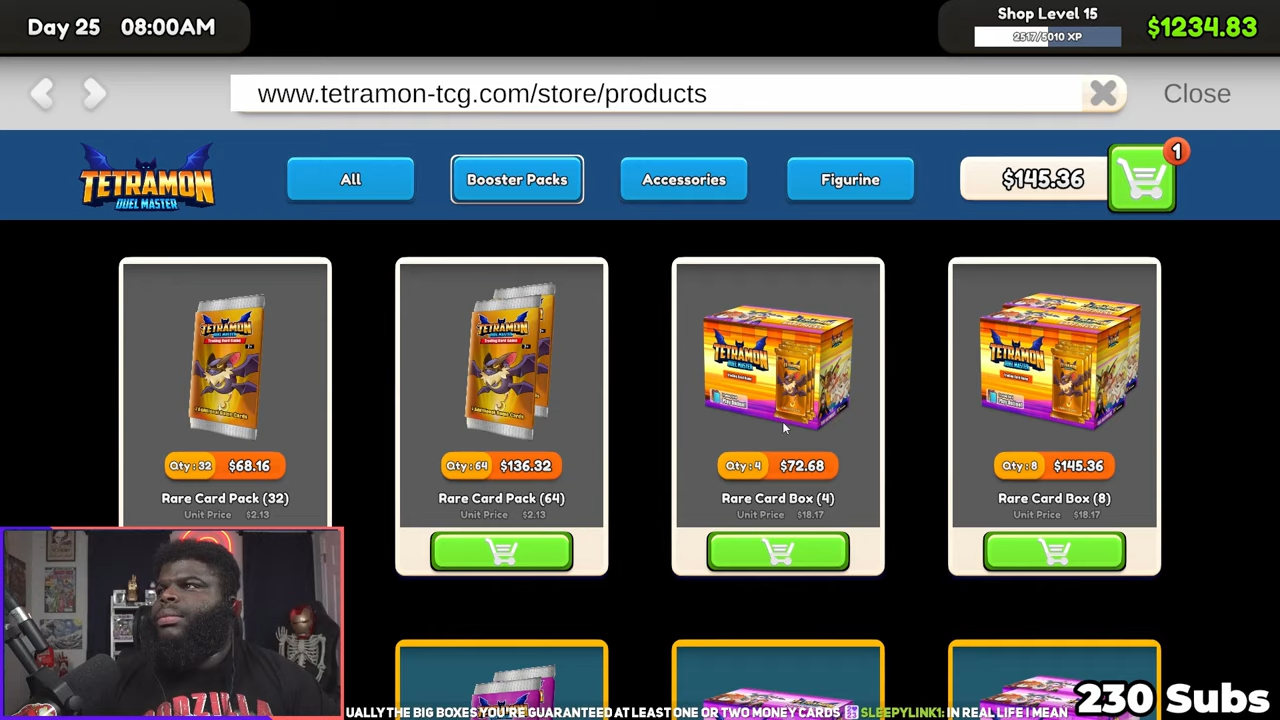 Day 25 08:00AM
Shop Level 15
2517/5010 XP
$1234.83
www.tetramon-tcg.com/store/products
Close
TETRAMON
DUEL MASTER
All
Booster Packs
Accessories
Figurine
$145.36
1
TETRAMON
TETRAMON
TETRAMON
TETRAMON
Qty : 32 $68.16
Qty : 64 $136.32
Qty : 4 $72.68
Qty : 8 $145.36
Rare Card Pack (32)
Rare Card Pack (64)
Rare Card Box (4)
Rare Card Box (8)
Unit Price $2.13
Unit Price $2.13
Unit Price $18.17
Unit Price $18.17
GODZILLA
230 Subs
UALLY THE BIG BOXES YOU'RE GUARANTEED AT LEAST ONE OR TWO MONEY CARDS SLEEPYLINK1: IN REAL LIFE I MEAN